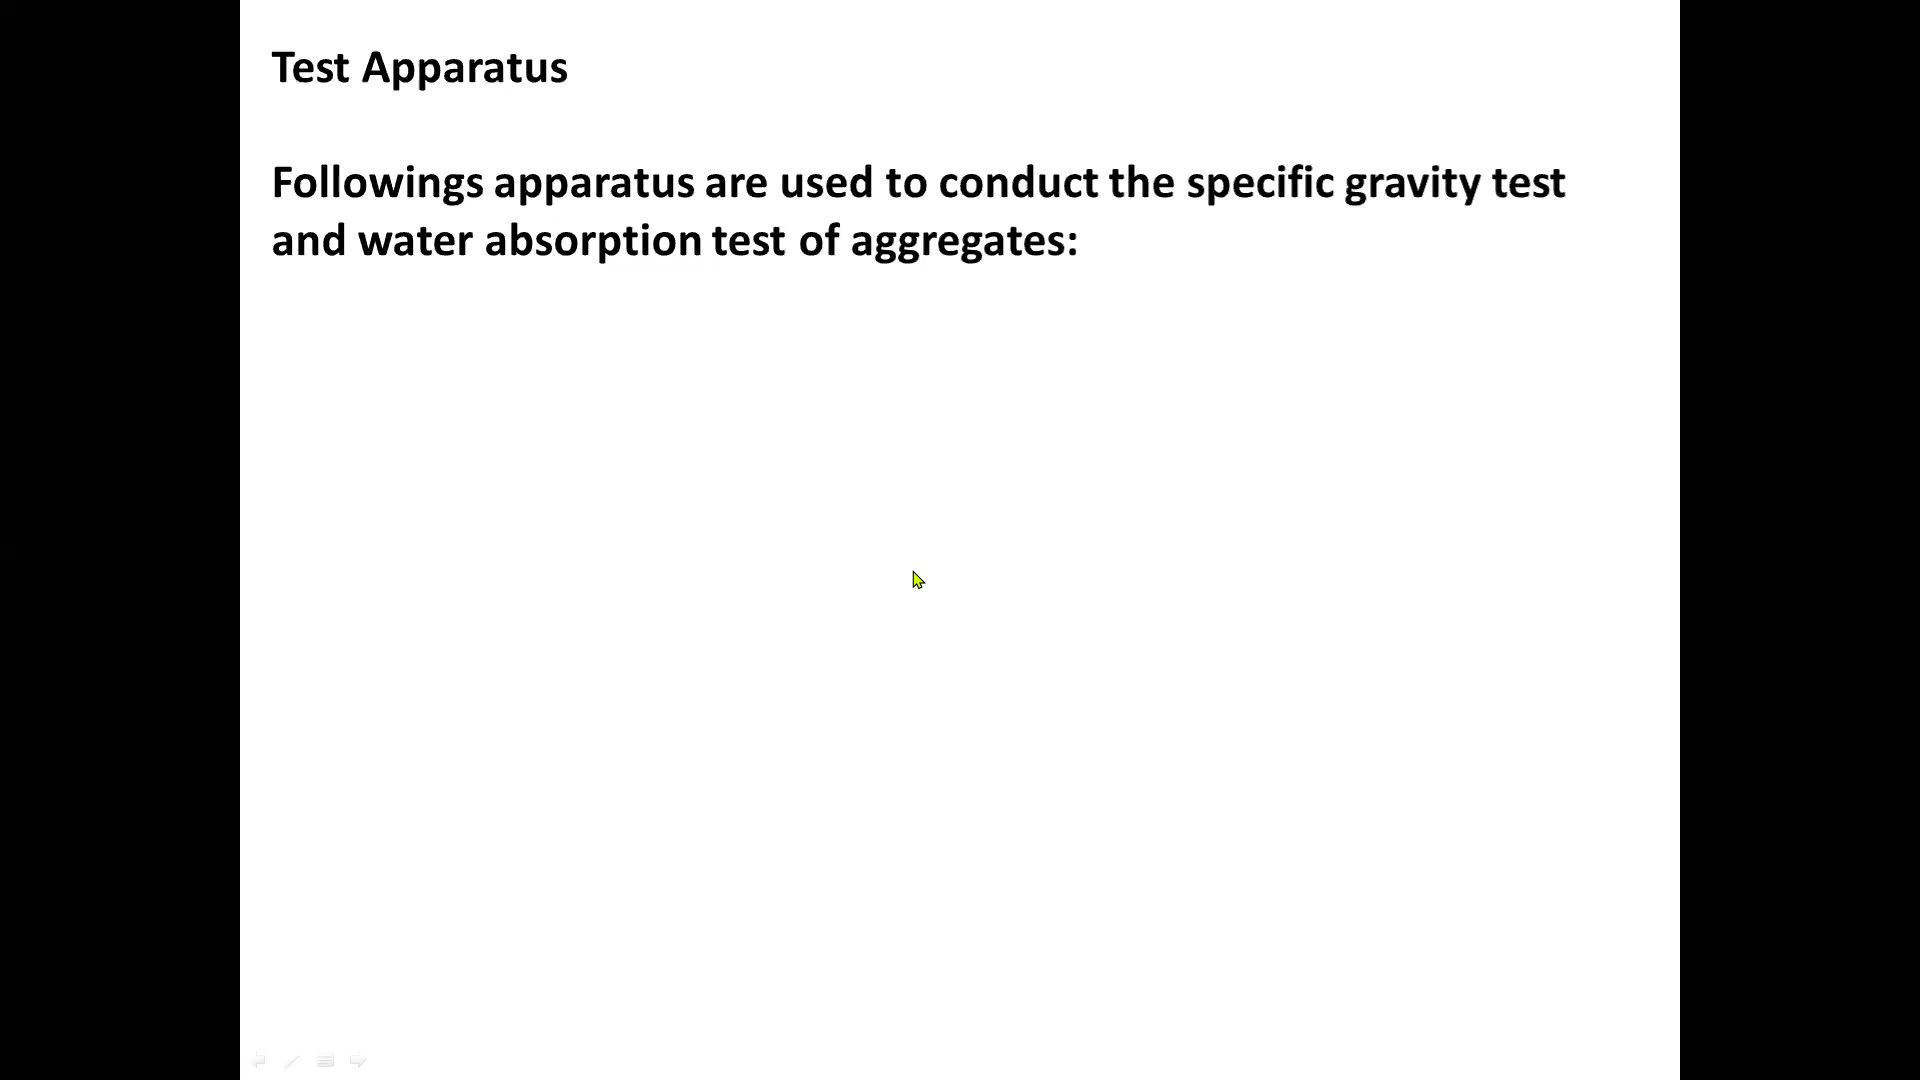 Test Apparatus
Followings apparatus are used to conduct the specific gravity test
and water absorption test of aggregates: